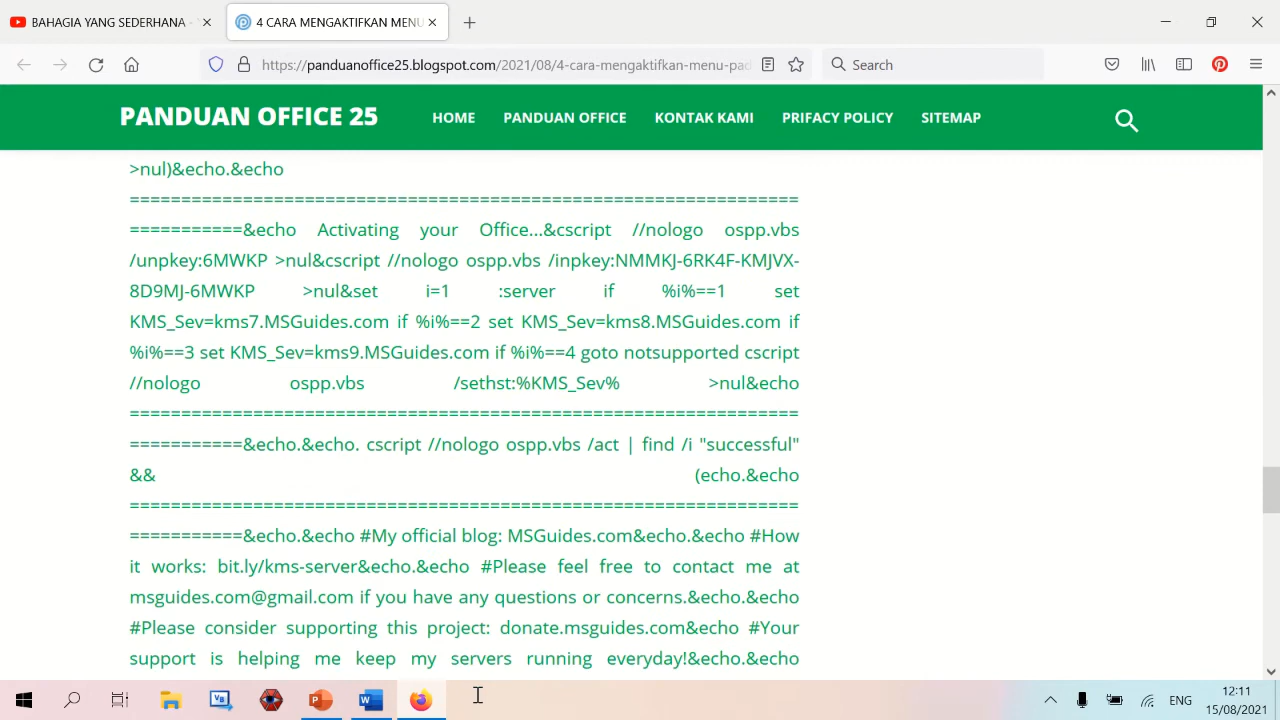 BAHAGIA YANG SEDERHANA -
4 CARA MENGAKTIFKAN MENU
https://panduanoffice25.blogspot.com/2021/08/4-cara-mengaktifkan-menu-pad
Search
PANDUAN OFFICE 25 HOME PANDUAN OFFICE KONTAK KAMI PRIFACY POLICY SITEMAP
>nul)&echo.&echo
=================================================================
===========&echo Activating your Office...&cscript //nologo ospp.vbs
/unpkey:6MWKP >nul&cscript //nologo ospp.vbs /inpkey:NMMKJ-6RK4F-KMJVX-
8D9MJ-6MWKP >nul&set i=1 :server if %i%==1 set
KMS_Sev=kms7.MSGuides.com if %i%==2 set KMS_Sev=kms8.MSGuides.com if
%i%==3 set KMS_Sev=kms9.MSGuides.com if %i%==4 goto notsupported cscript
//nologo ospp.vbs /sethst:%KMS_Sev% >nul&echo
=================================================================
===========&echo.&echo. cscript //nologo ospp.vbs /act | find /i "successful"
&& (echo.&echo
=================================================================
===========&echo.&echo #My official blog: MSGuides.com&echo.&echo #How
it works: bit.ly/kms-server&echo.&echo #Please feel free to contact me at
msguides.com@gmail.com if you have any questions or concerns.&echo.&echo
#Please consider supporting this project: donate.msguides.com&echo #Your
support is helping me keep my servers running everyday!&echo.&echo
ENG
12:11
15/08/2021